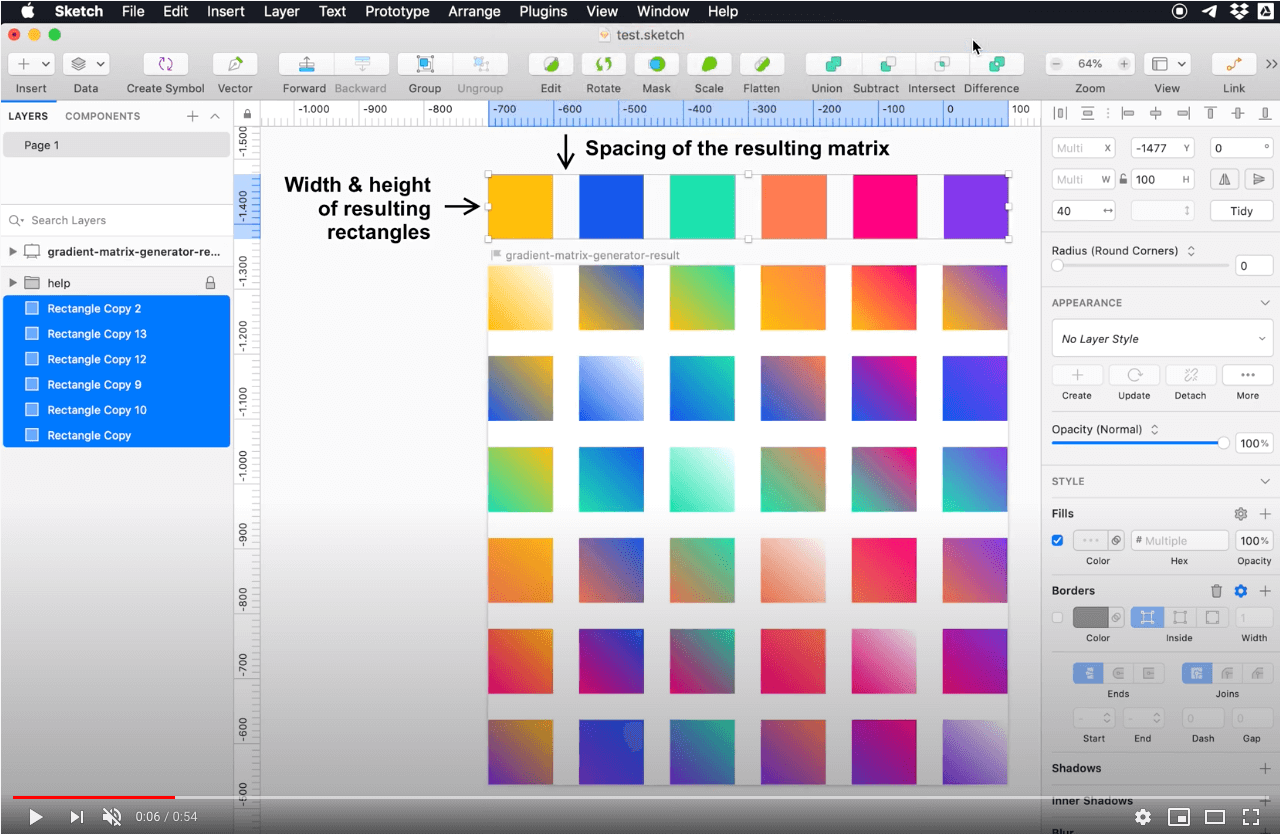 Sketch File Edit Insert Layer Text Prototype Arrange Plugins View Window Help
test.sketch
64%
Insert Data Create Symbol Vector Forward Backward Group Ungroup Edit Rotate Mask Scale Flatten Union Subtract Intersect Difference Zoom View Link
LAYERS COMPONENTS
-1.000 -900 -800 -700 -600 -500 -400 -300 -200 -100 0 100
Page 1
Search Layers
gradient-matrix-generator-re...
help
Rectangle Copy 2
Rectangle Copy 13
Rectangle Copy 12
Rectangle Copy 9
Rectangle Copy 10
Rectangle Copy
-1.500
-1.400
-1.300
-1.200
-1.100
-1.000
-900
-800
-700
-600
-500
Spacing of the resulting matrix
Width & height
of resulting
rectangles
gradient-matrix-generator-result
Multi X -1477 Y 0 °
Multi W 100 H
40 Tidy
Radius (Round Corners)
0
APPEARANCE
No Layer Style
Create Update Detach More
Opacity (Normal)
100%
STYLE
Fills
# Multiple 100%
Color Hex Opacity
Borders
1
Color Inside Width
Ends Joins
- - 0 0
Start End Dash Gap
Shadows
Inner Shadows
Blur
0:06 / 0:54